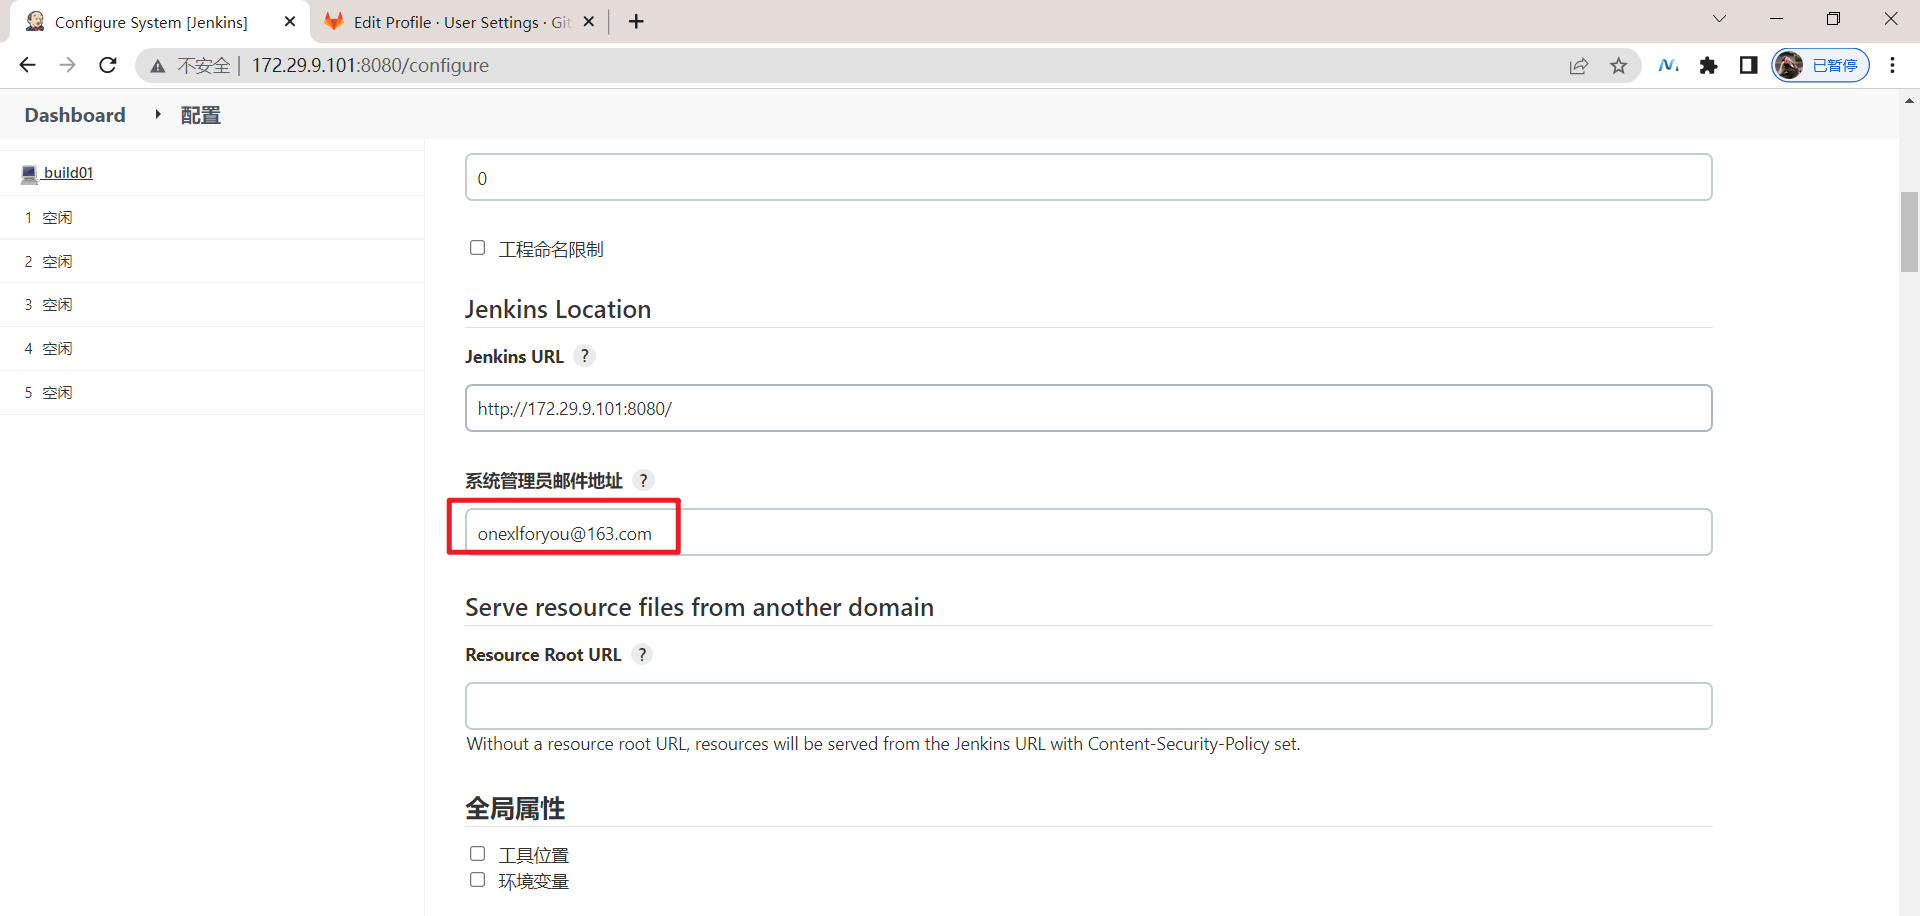 Configure System [Jenkins]
Edit Profile · User Settings · Git
不安全 | 172.29.9.101:8080/configure
已暂停
Dashboard
配置
build01
1 空闲
2 空闲
3 空闲
4 空闲
5 空闲
0
工程命名限制
Jenkins Location
Jenkins URL ?
http://172.29.9.101:8080/
系统管理员邮件地址 ?
onexlforyou@163.com
Serve resource files from another domain
Resource Root URL ?
Without a resource root URL, resources will be served from the Jenkins URL with Content-Security-Policy set.
全局属性
工具位置
环境变量